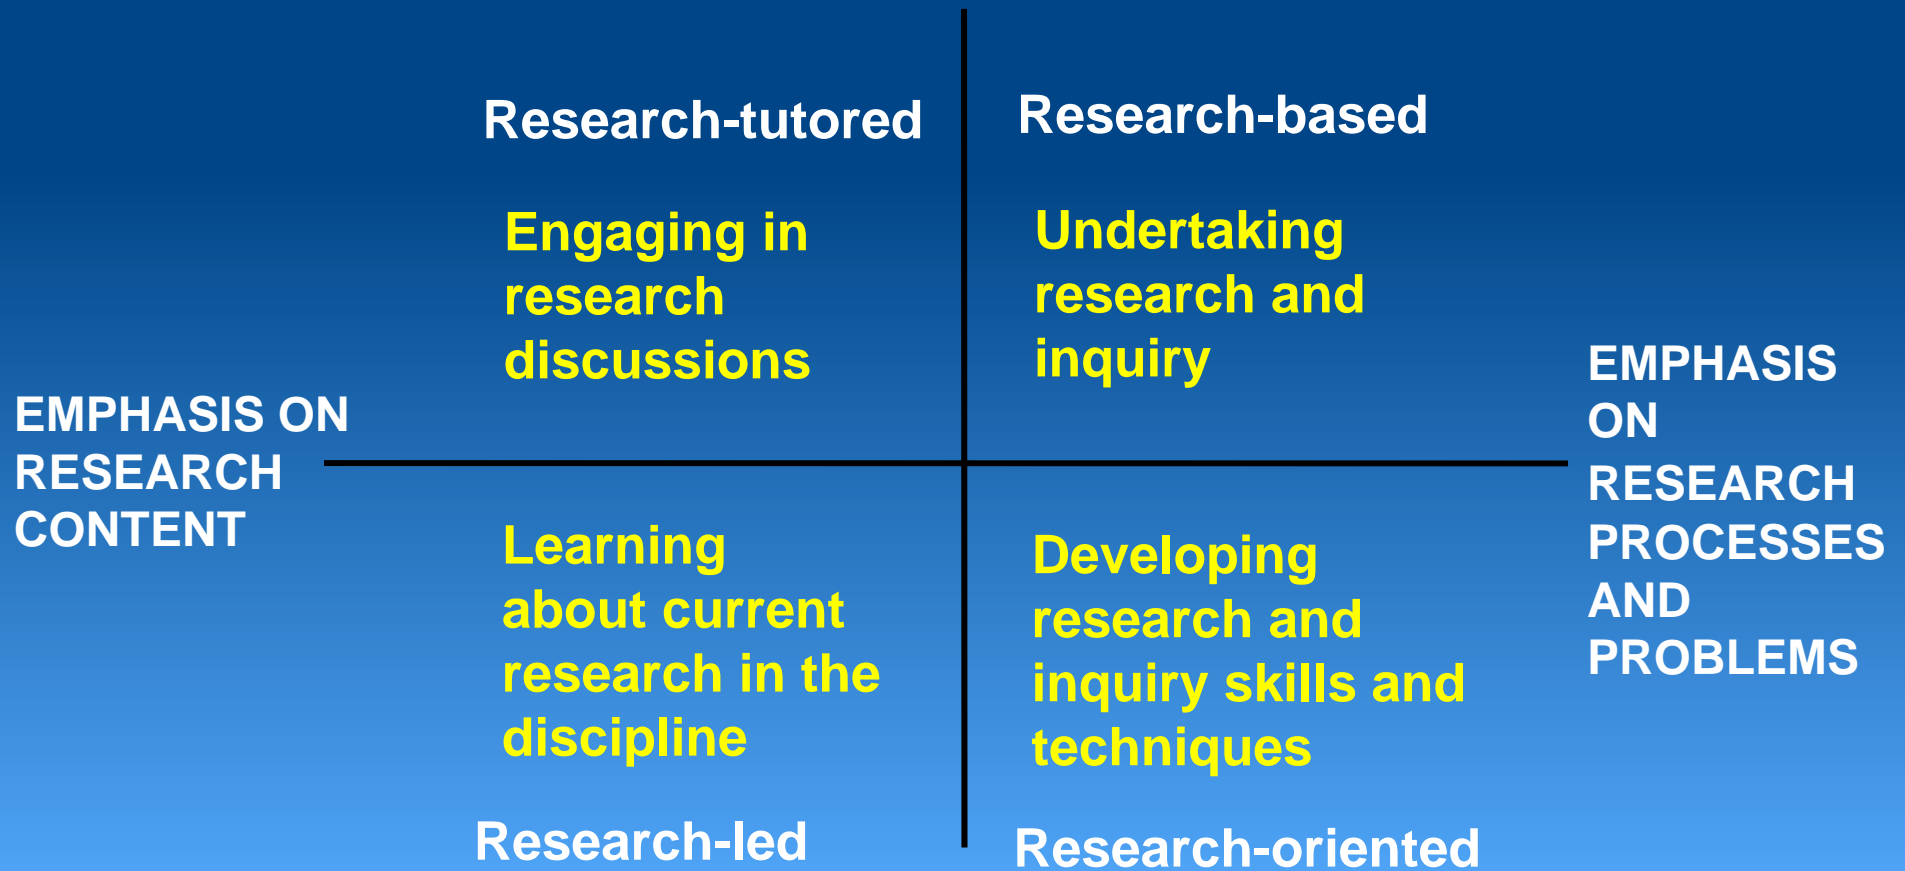 Research-tutored
Research-based
Engaging in
research
discussions
Undertaking
research and
inquiry
EMPHASIS ON
RESEARCH
CONTENT
EMPHASIS
ON
RESEARCH
PROCESSES
AND
PROBLEMS
Learning
about current
research in the
discipline
Developing
research and
inquiry skills and
techniques
Research-led
Research-oriented